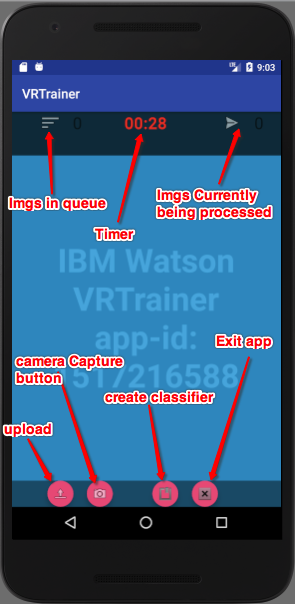 9:03
VRTrainer
0 00:28 0
Imgs in queue
Timer
Imgs Currently
being processed
IBM Watson
VRTrainer
app-id:
1517216588
camera Capture
button
Exit app
create classifier
upload